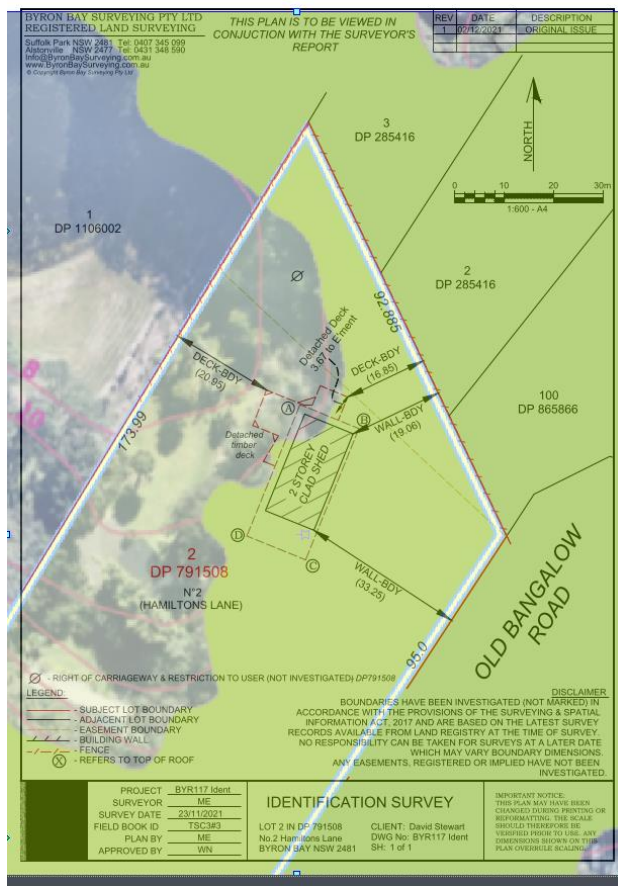 BYRON BAY SURVEYING PTY LTD
REGISTERED LAND SURVEYING
Suffolk Park NSW 2481 Tel: 0407 345 099
Alstonville NSW 2477 Tel: 0431 348 590
Info@ByronBaySurveying.com.au
www.ByronBaySurveying.com.au
© Copyright Byron Bay Surveying Pty Ltd
THIS PLAN IS TO BE VIEWED IN
CONJUCTION WITH THE SURVEYOR'S
REPORT
REV DATE DESCRIPTION
1 02/12/2021 ORIGINAL ISSUE
3
DP 285416
NORTH
0 10 20 30m
1:600 - A4
1
DP 1106002
2
DP 285416
92.885
Detached Deck
3.67 to E'ment
DECK-BDY
(20.95)
DECK-BDY
(16.85)
100
DP 865866
A
B
WALL-BDY
(19.06)
173.99
Detached
timber
deck
2 STOREY
CLAD SHED
8
10
D
C
2
DP 791508
N°2
(HAMILTONS LANE)
WALL-BDY
(33.25)
OLD BANGALOW
ROAD
95.0
Ø - RIGHT OF CARRIAGEWAY & RESTRICTION TO USER (NOT INVESTIGATED) DP791508
LEGEND:
- SUBJECT LOT BOUNDARY
- ADJACENT LOT BOUNDARY
- EASEMENT BOUNDARY
- BUILDING WALL
- FENCE
X - REFERS TO TOP OF ROOF
DISCLAIMER
BOUNDARIES HAVE BEEN INVESTIGATED (NOT MARKED) IN
ACCORDANCE WITH THE PROVISIONS OF THE SURVEYING & SPATIAL
INFORMATION ACT, 2017 AND ARE BASED ON THE LATEST SURVEY
RECORDS AVAILABLE FROM LAND REGISTRY AT THE TIME OF SURVEY.
NO RESPONSIBILITY CAN BE TAKEN FOR SURVEYS AT A LATER DATE
WHICH MAY VARY BOUNDARY DIMENSIONS.
ANY EASEMENTS, REGISTERED OR IMPLIED HAVE NOT BEEN
INVESTIGATED.
PROJECT BYR117 Ident
SURVEYOR ME
SURVEY DATE 23/11/2021
FIELD BOOK ID TSC3#3
PLAN BY ME
APPROVED BY WN
IDENTIFICATION SURVEY
LOT 2 IN DP 791508
No.2 Hamiltons Lane
BYRON BAY NSW 2481
CLIENT: David Stewart
DWG No: BYR117 Ident
SH: 1 of 1
IMPORTANT NOTICE:
THIS PLAN MAY HAVE BEEN
CHANGED DURING PRINTING OR
REFORMATTING. THE SCALE
SHOULD THEREFORE BE
VERIFIED PRIOR TO USE. ANY
DIMENSIONS SHOWN ON THIS
PLAN OVERRULE SCALING.